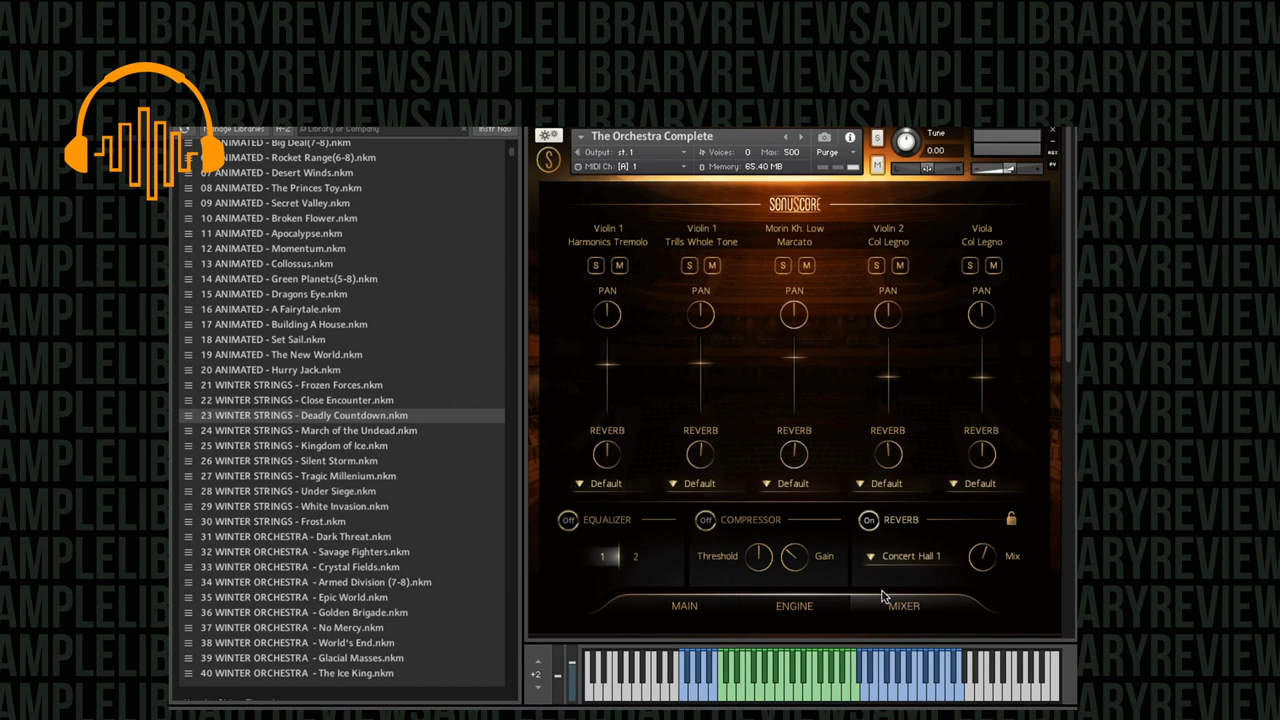 SAMPLELIBRARYREVIEWS
Manage Libraries
A-Z
Library or Company
Instr Nav
ANIMATED - Big Deal(7-8).nkm
ANIMATED - Rocket Range(6-8).nkm
07 ANIMATED - Desert Winds.nkm
08 ANIMATED - The Princes Toy.nkm
09 ANIMATED - Secret Valley.nkm
10 ANIMATED - Broken Flower.nkm
11 ANIMATED - Apocalypse.nkm
12 ANIMATED - Momentum.nkm
13 ANIMATED - Collossus.nkm
14 ANIMATED - Green Planets(5-8).nkm
15 ANIMATED - Dragons Eye.nkm
16 ANIMATED - A Fairytale.nkm
17 ANIMATED - Building A House.nkm
18 ANIMATED - Set Sail.nkm
19 ANIMATED - The New World.nkm
20 ANIMATED - Hurry Jack.nkm
21 WINTER STRINGS - Frozen Forces.nkm
22 WINTER STRINGS - Close Encounter.nkm
23 WINTER STRINGS - Deadly Countdown.nkm
24 WINTER STRINGS - March of the Undead.nkm
25 WINTER STRINGS - Kingdom of Ice.nkm
26 WINTER STRINGS - Silent Storm.nkm
27 WINTER STRINGS - Tragic Millenium.nkm
28 WINTER STRINGS - Under Siege.nkm
29 WINTER STRINGS - White Invasion.nkm
30 WINTER STRINGS - Frost.nkm
31 WINTER ORCHESTRA - Dark Threat.nkm
32 WINTER ORCHESTRA - Savage Fighters.nkm
33 WINTER ORCHESTRA - Crystal Fields.nkm
34 WINTER ORCHESTRA - Armed Division (7-8).nkm
35 WINTER ORCHESTRA - Epic World.nkm
36 WINTER ORCHESTRA - Golden Brigade.nkm
37 WINTER ORCHESTRA - No Mercy.nkm
38 WINTER ORCHESTRA - World's End.nkm
39 WINTER ORCHESTRA - Glacial Masses.nkm
40 WINTER ORCHESTRA - The Ice King.nkm
The Orchestra Complete
Output: st.1 Voices: 0 Max: 500 Purge
MIDI Ch: [A] 1 Memory: 65.40 MB
S
M
Tune
0.00
AUX
PV
SONUSCORE
Violin 1 Violin 1 Morin Kh. Low Violin 2 Viola
Harmonics Tremolo Trills Whole Tone Marcato Col Legno Col Legno
S M S M S M S M S M
PAN PAN PAN PAN PAN
REVERB REVERB REVERB REVERB REVERB
Default Default Default Default Default
Off EQUALIZER Off COMPRESSOR On REVERB
1 2 Threshold Gain Concert Hall 1 Mix
MAIN ENGINE MIXER
+2